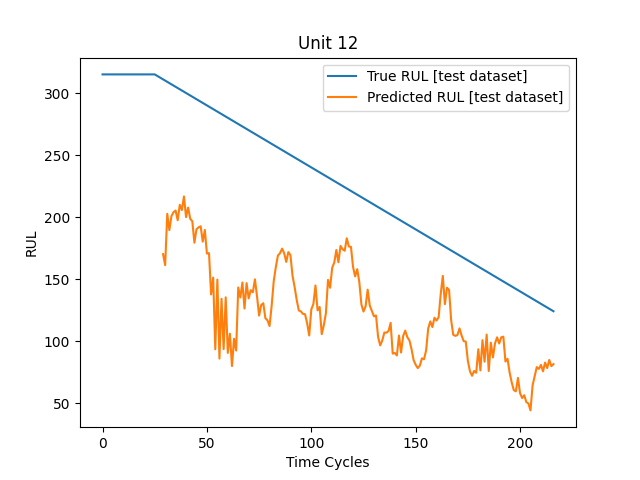 Unit 12
True RUL [test dataset]
Predicted RUL [test dataset]
300
250
200
150
100
50
RUL
0
50
100
150
200
Time Cycles